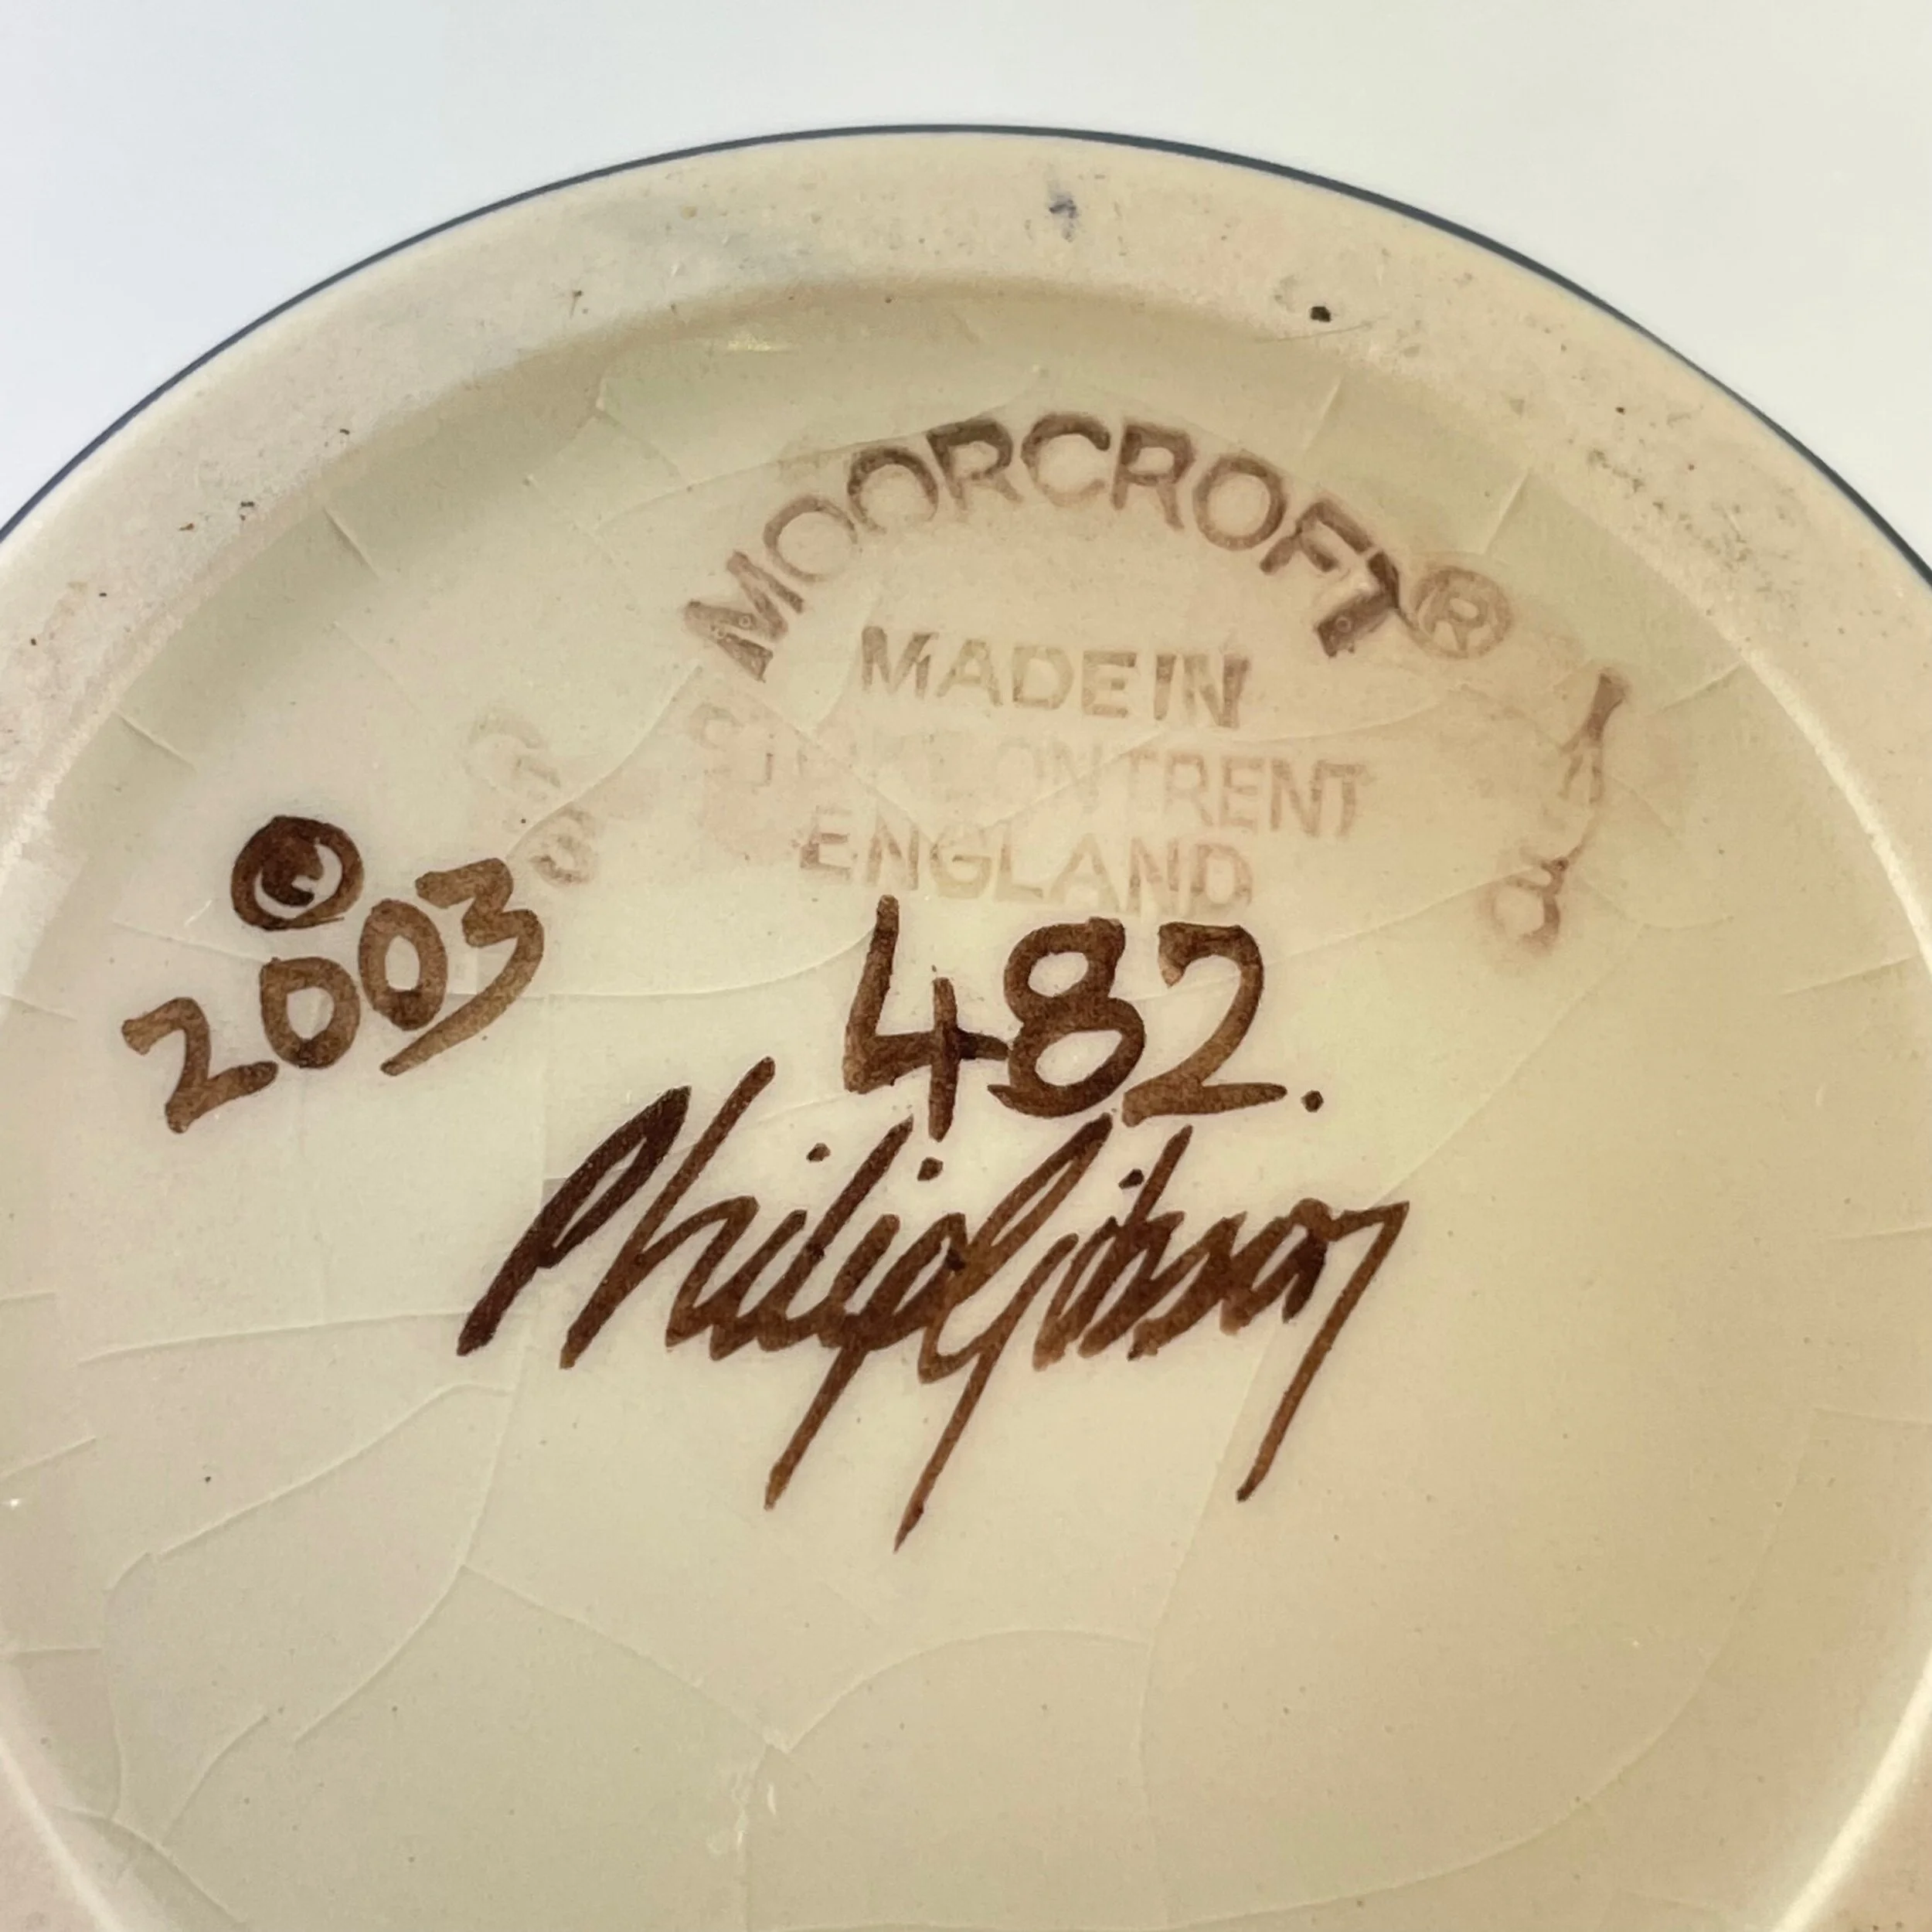 MOORCROFT®
MADE IN
STOKE ON TRENT
ENGLAND
©
2003
482.
Philip Gibson